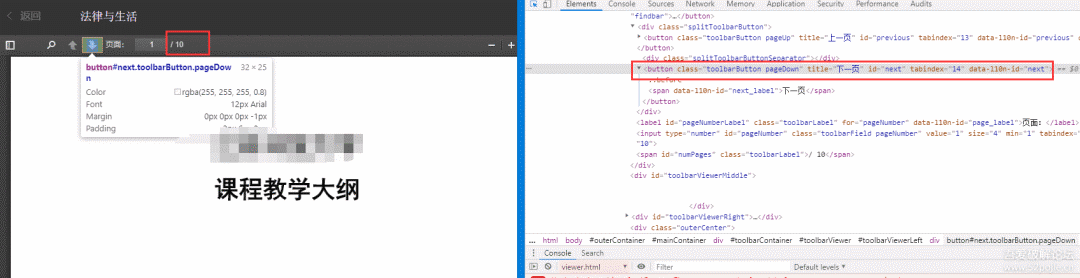 返回 法律与生活
页面: 1 / 10
button#next.toolbarButton.pageDow
n 32 × 25
Color rgba(255, 255, 255, 0.8)
Font 12px Arial
Margin 0px 0px 0px -1px
Padding
课程教学大纲
Elements Console Sources Network Memory Performance Application Security Audits
"findbar">…</button>
<div class="splitToolbarButton">
<button class="toolbarButton pageUp" title="上一页" id="previous" tabindex="13" data-l10n-id="previous"
</button>
<div class="splitToolbarButtonSeparator"></div>
<button class="toolbarButton pageDown" title="下一页" id="next" tabindex="14" data-l10n-id="next"> == $0
::before
<span data-l10n-id="next_label">下一页</span>
</button>
</div>
<label id="pageNumberLabel" class="toolbarLabel" for="pageNumber" data-l10n-id="page_label">页面: </label>
<input type="number" id="pageNumber" class="toolbarField pageNumber" value="1" size="4" min="1" tabindex=
"10">
<span id="numPages" class="toolbarLabel">/ 10</span>
</div>
<div id="toolbarViewerMiddle">
</div>
<div id="toolbarViewerRight">…</div>
<div class="outerCenter">
… html body #outerContainer #mainContainer div #toolbarContainer #toolbarViewer #toolbarViewerLeft div button#next.toolbarButton.pageDown
Console Search
viewer.html Filter Default levels